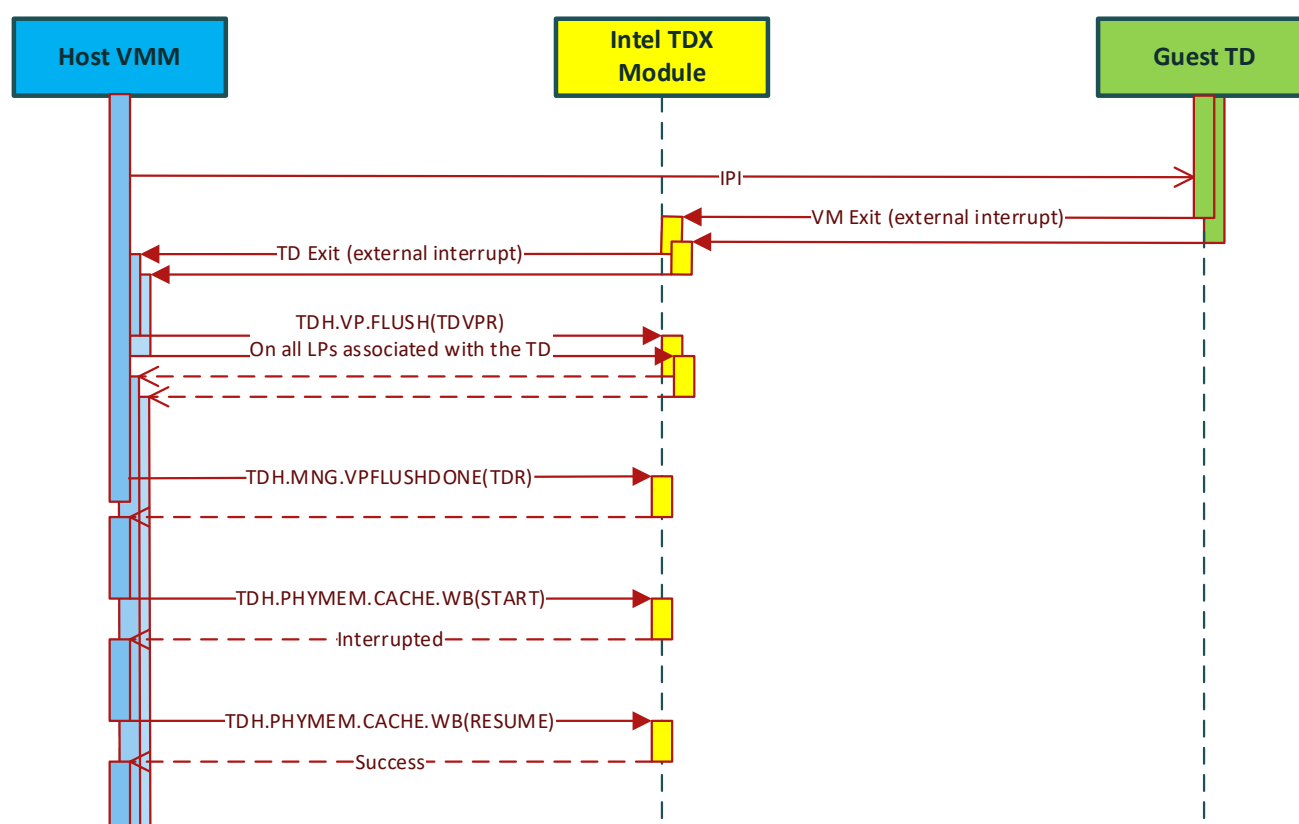 Host VMM
Intel TDX
Module
Guest TD
IPI
VM Exit (external interrupt)
TD Exit (external interrupt)
TDH.VP.FLUSH(TDVPR)
On all LPs associated with the TD
TDH.MNG.VPFLUSHDONE(TDR)
TDH.PHYMEM.CACHE.WB(START)
Interrupted
TDH.PHYMEM.CACHE.WB(RESUME)
Success